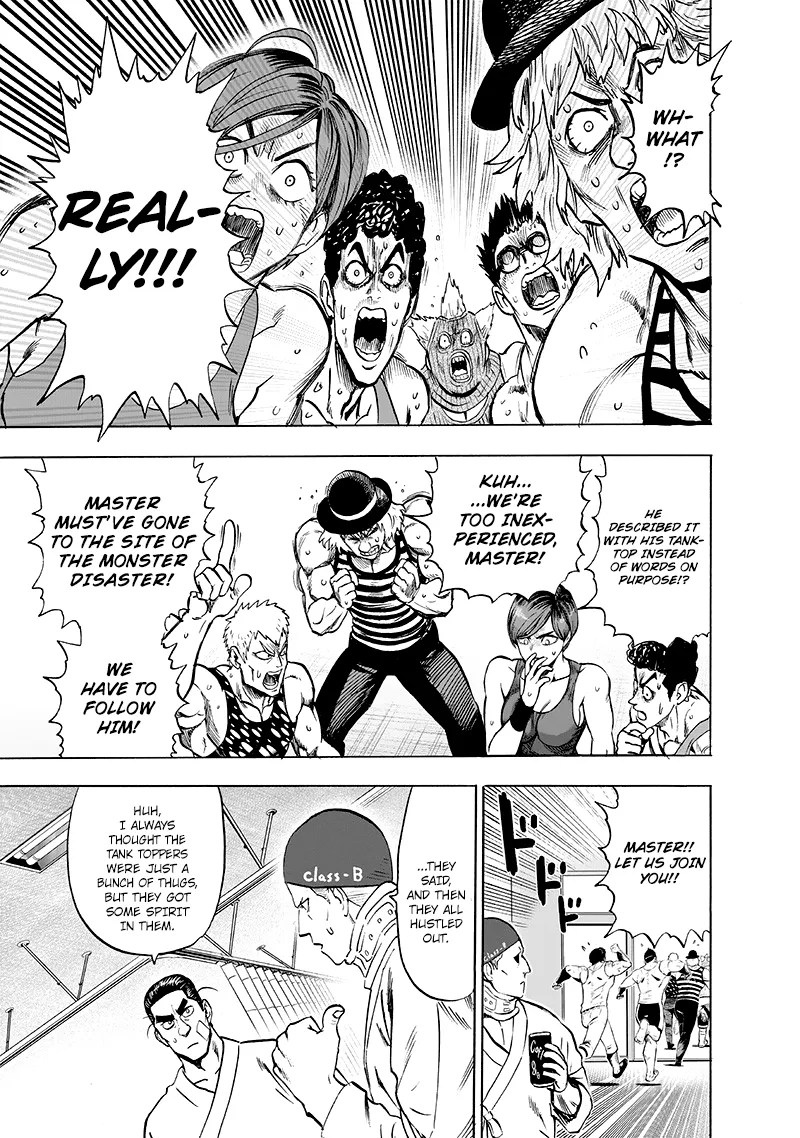 WH-
WHAT
!?
REAL-
LY!!!
HE
DESCRIBED IT
WITH HIS TANK-
TOP INSTEAD
OF WORDS ON
PURPOSE!?
KUH...
...WE'RE
TOO INEX-
PERIENCED,
MASTER!
MASTER
MUST'VE GONE
TO THE SITE OF
THE MONSTER
DISASTER!
WE
HAVE TO
FOLLOW
HIM!
MASTER!!
LET US JOIN
YOU!!
ドドド
Class-B
...THEY
SAID,
AND THEN
THEY ALL
HUSTLED
OUT.
Class-B
HUH,
I ALWAYS
THOUGHT THE
TANK TOPPERS
WERE JUST A
BUNCH OF THUGS,
BUT THEY GOT
SOME SPIRIT
IN THEM.